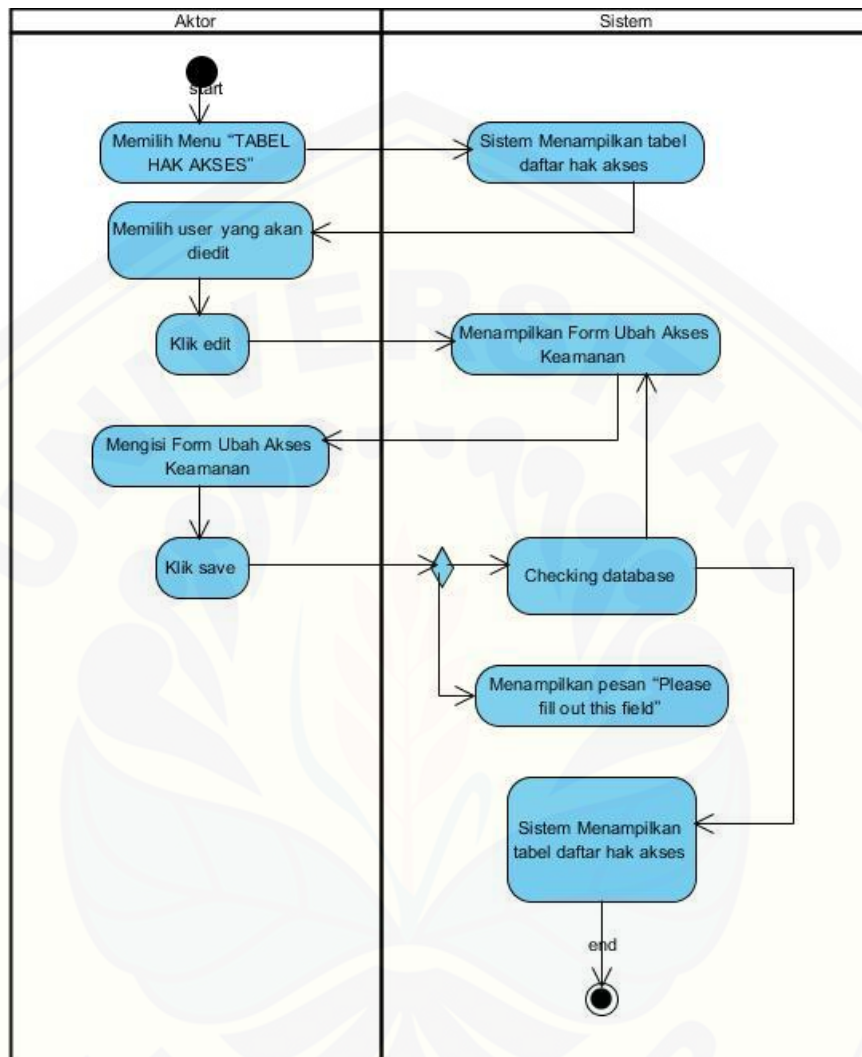 Aktor
Sistem
start
Memilih Menu “TABEL
HAK AKSES”
Sistem Menampilkan tabel
daftar hak akses
Memilih user yang akan
diedit
Klik edit
Menampilkan Form Ubah Akses
Keamanan
Mengisi Form Ubah Akses
Keamanan
Klik save
Checking database
Menampilkan pesan “Please
fill out this field”
Sistem Menampilkan
tabel daftar hak akses
end
UNIVERSITAS